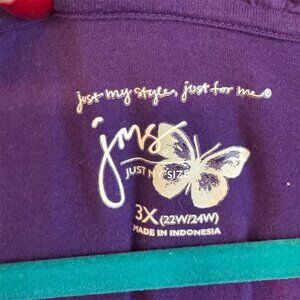 just my style, just for me®
jms
JUST MY SIZE
3X (22W/24W)
MADE IN INDONESIA